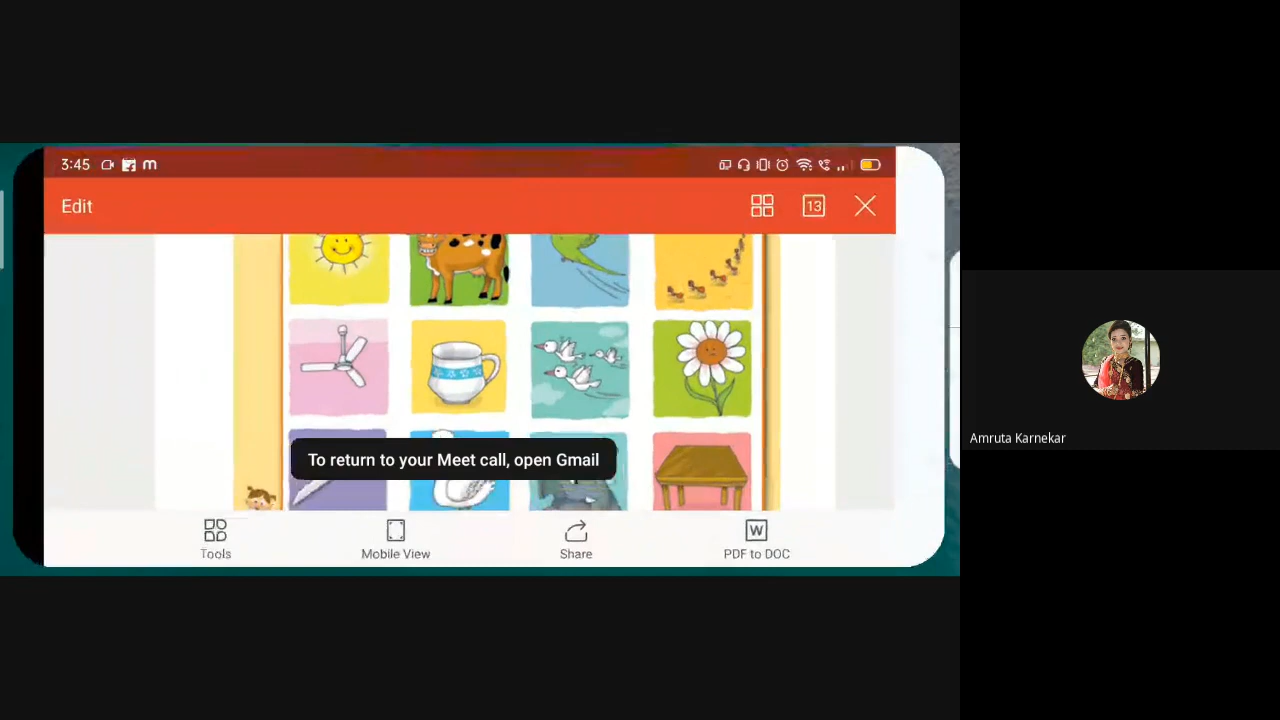 3:45 m
Edit
13
To return to your Meet call, open Gmail
Tools
Mobile View
Share
W
PDF to DOC
Amruta Karnekar